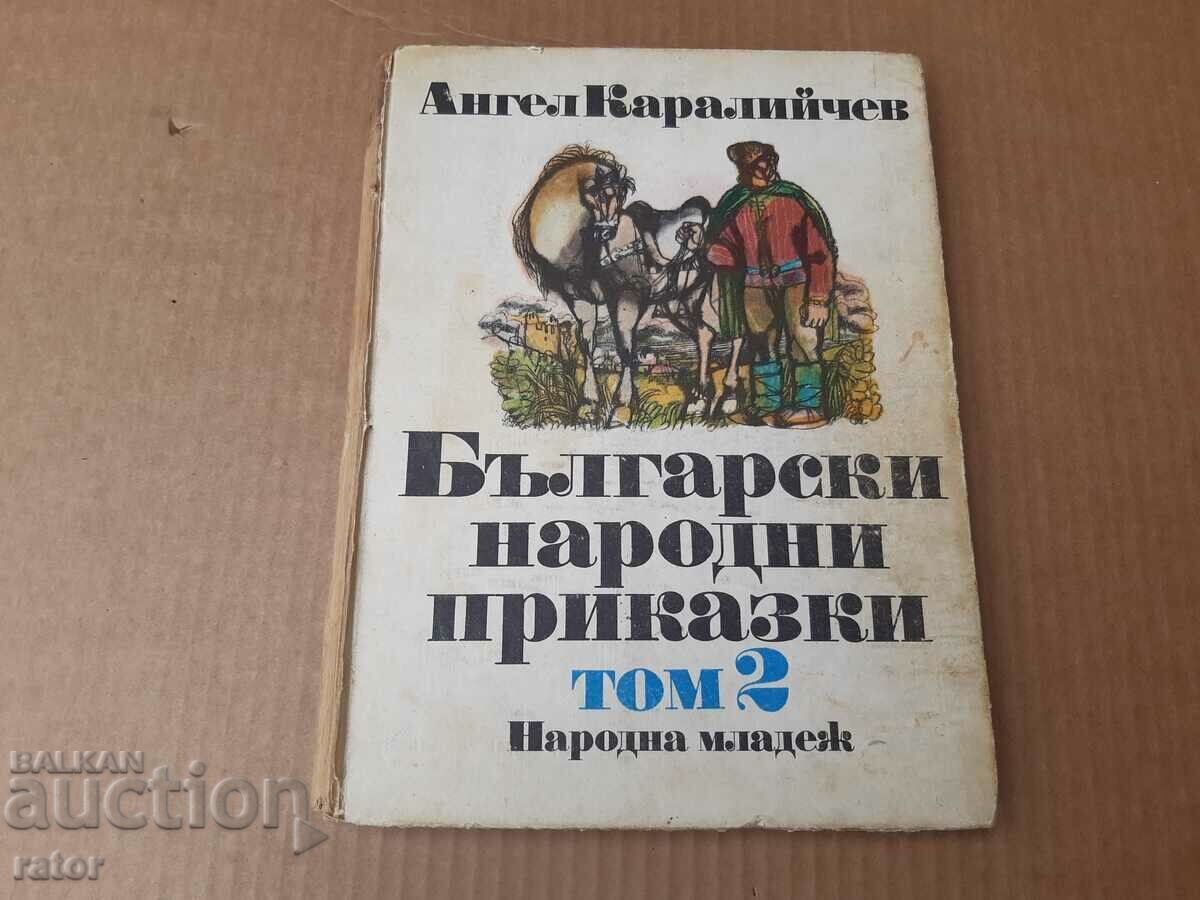 Ангел Каралийчев
Български
народни
приказки
том 2
Народна младеж
BALKAN
auction
rator